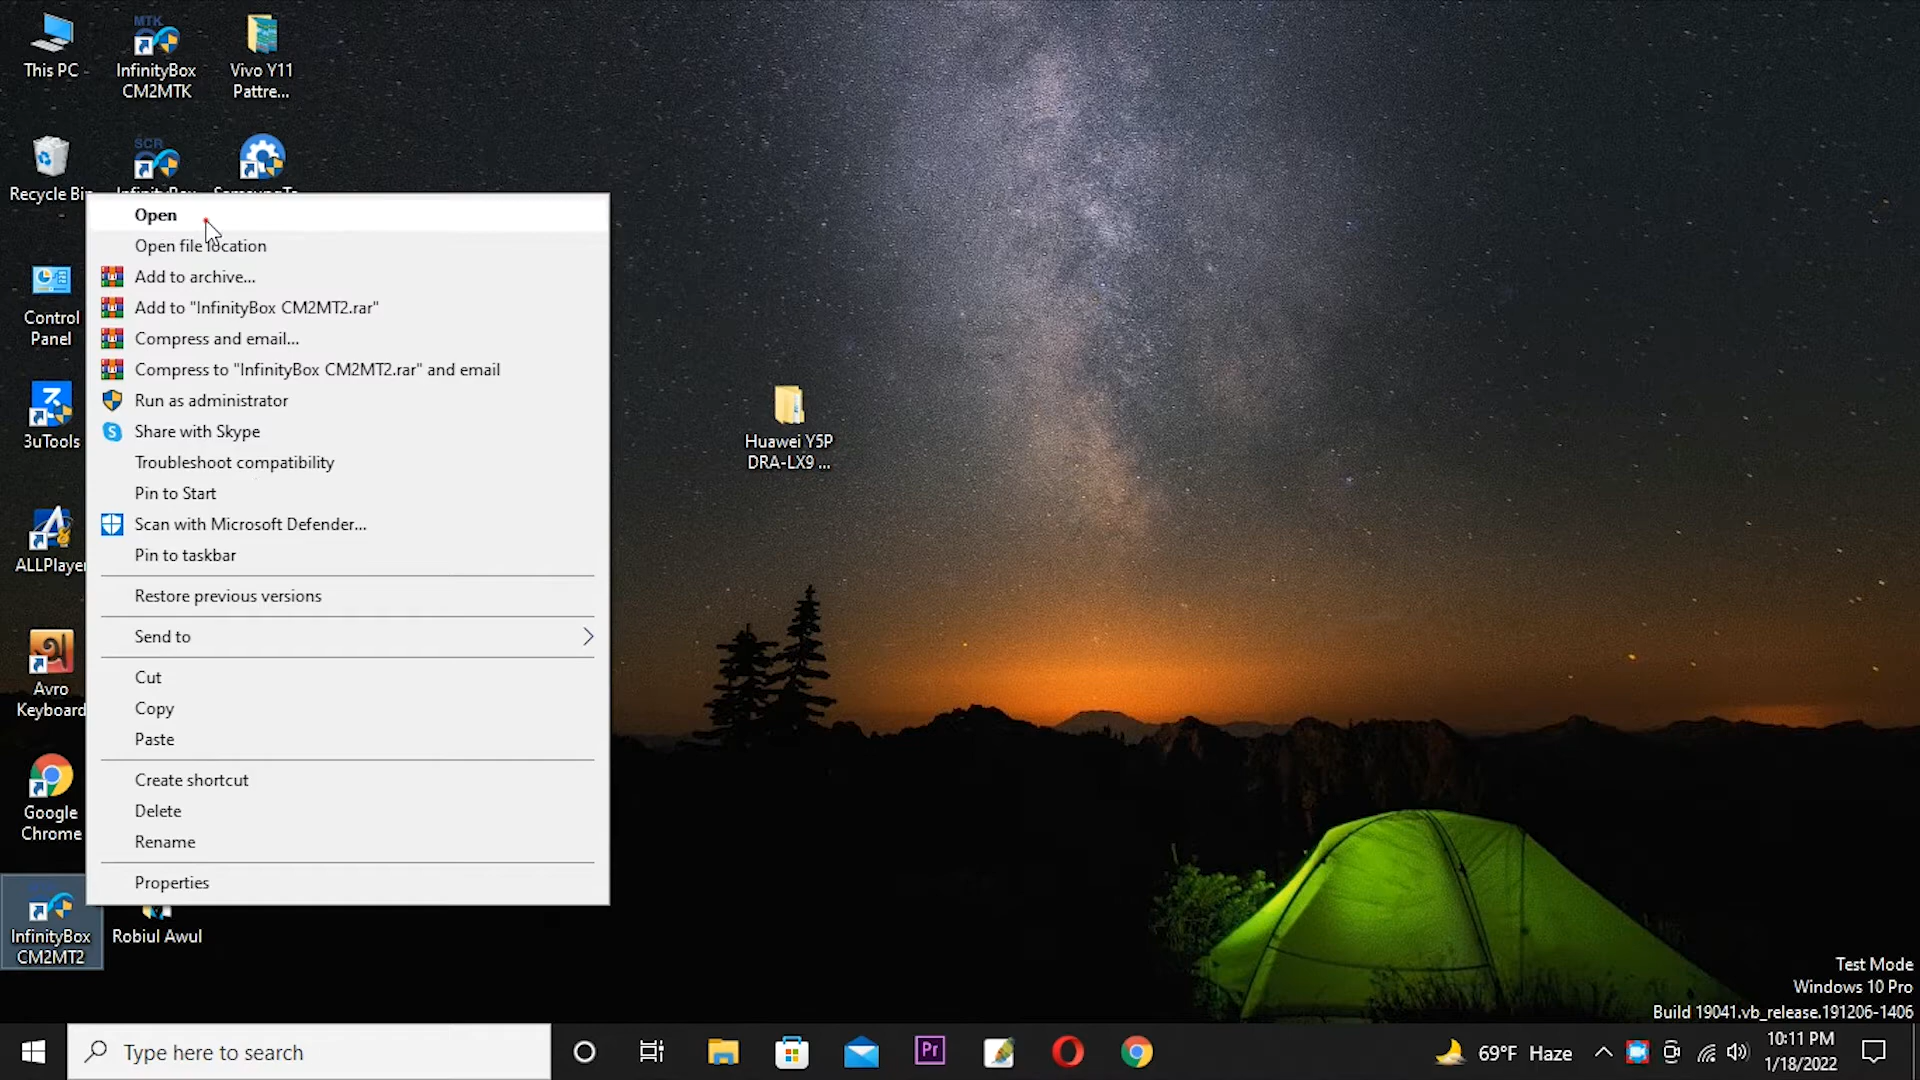 This PC
MTK
InfinityBox
CM2MTK
Vivo Y11
Pattre...
Recycle Bin
SCR
Control
Panel
3uTools
ALLPlayer
Avro
Keyboard
Google
Chrome
InfinityBox
CM2MT2
Robiul Awul
Open
Open file location
Add to archive...
Add to "InfinityBox CM2MT2.rar"
Compress and email...
Compress to "InfinityBox CM2MT2.rar" and email
Run as administrator
Share with Skype
Troubleshoot compatibility
Pin to Start
Scan with Microsoft Defender...
Pin to taskbar
Restore previous versions
Send to
Cut
Copy
Paste
Create shortcut
Delete
Rename
Properties
Huawei Y5P
DRA-LX9 ...
Test Mode
Windows 10 Pro
Build 19041.vb_release.191206-1406
Type here to search
Pr
69°F Haze
10:11 PM
1/18/2022